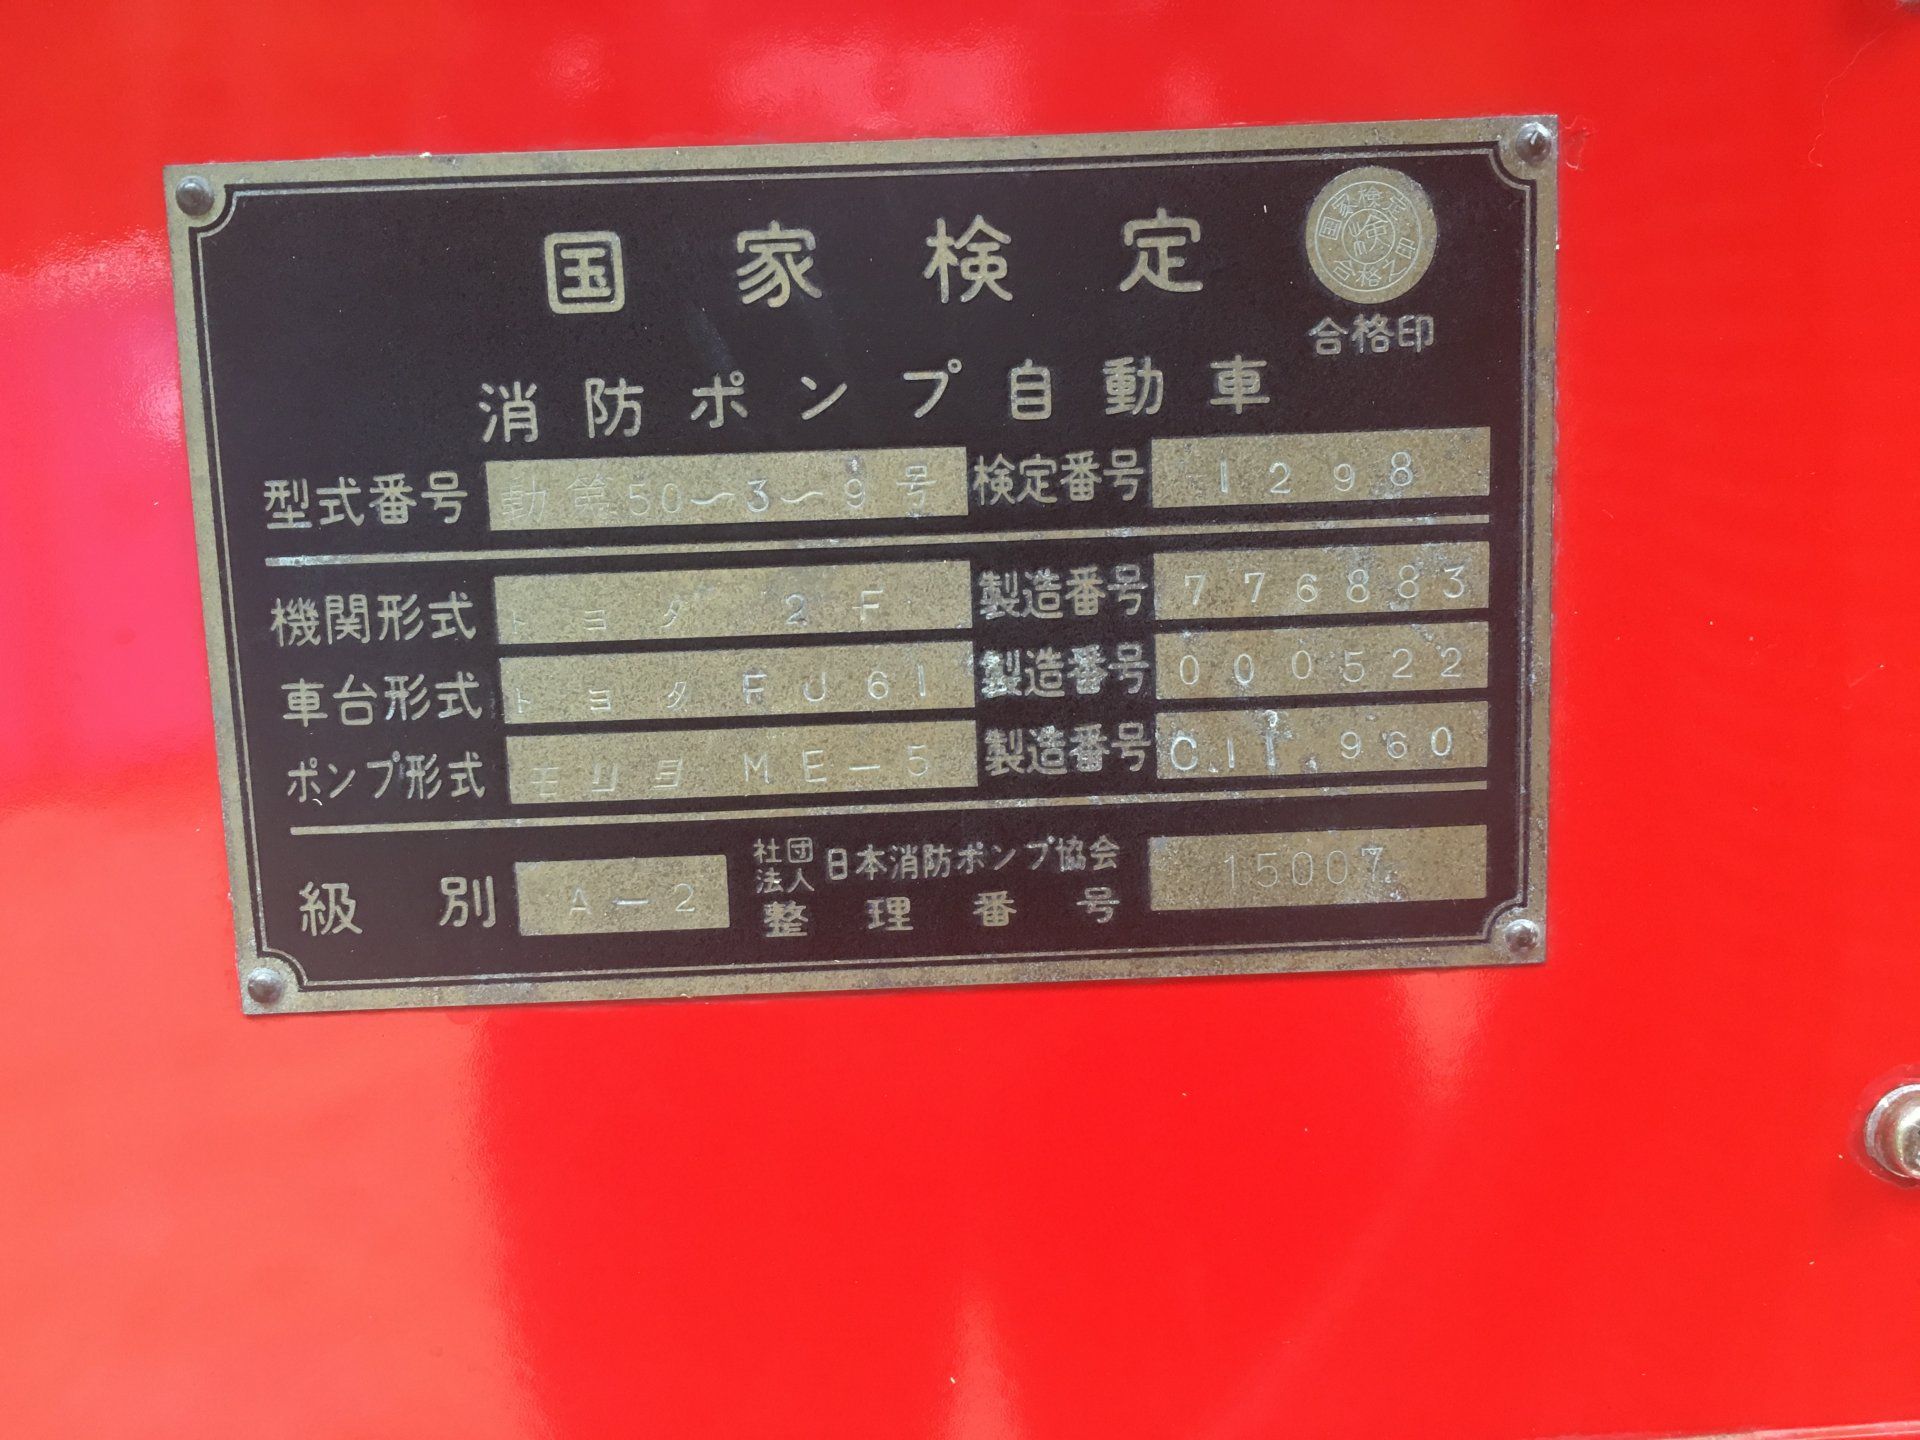 国家検定
国家検定合格之印
検
合格印
消防ポンプ自動車
型式番号 動第50~3~9号 検定番号 1298
機関形式 トヨタ 2F 製造番号 776883
車台形式 トヨタ FJ61 製造番号 000522
ポンプ形式 モリタ ME-5 製造番号 C.11.960
級別 A-2 社団法人 日本消防ポンプ協会 整理番号 15007